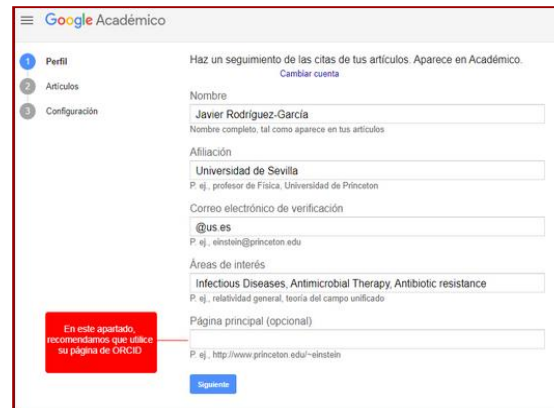 Google Académico
1 Perfil
2 Artículos
3 Configuración
Haz un seguimiento de las citas de tus artículos. Aparece en Académico.
Cambiar cuenta
Nombre
Javier Rodríguez-García
Nombre completo, tal como aparece en tus artículos
Afiliación
Universidad de Sevilla
P. ej., profesor de Física, Universidad de Princeton
Correo electrónico de verificación
@us.es
P. ej., einstein@princeton.edu
Áreas de interés
Infectious Diseases, Antimicrobial Therapy, Antibiotic resistance
P. ej., relatividad general, teoría del campo unificado
En este apartado,
recomendamos que utilice
su página de ORCID
Página principal (opcional)
P. ej., http://www.princeton.edu/~einstein
Siguiente